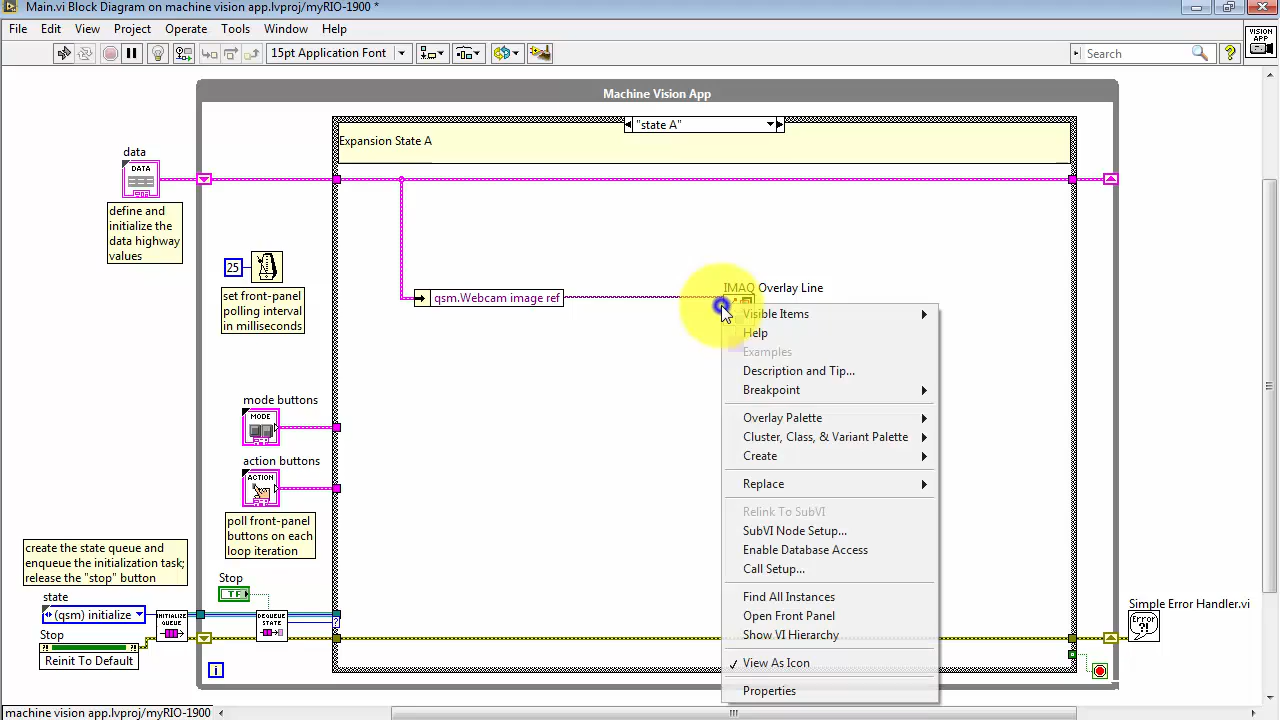 Main.vi Block Diagram on machine vision app.lvproj/myRIO-1900 *
File Edit View Project Operate Tools Window Help
15pt Application Font
Search
?
VISION
APP
Machine Vision App
"state A"
Expansion State A
data
DATA
define and
initialize the
data highway
values
25
set front-panel
polling interval
in milliseconds
qsm.Webcam image ref
IMAQ Overlay Line
Visible Items
Help
Examples
Description and Tip...
Breakpoint
Overlay Palette
Cluster, Class, & Variant Palette
Create
Replace
Relink To SubVI
SubVI Node Setup...
Enable Database Access
Call Setup...
Find All Instances
Open Front Panel
Show VI Hierarchy
✓ View As Icon
Properties
mode buttons
MODE
action buttons
ACTION
poll front-panel
buttons on each
loop iteration
create the state queue and
enqueue the initialization task;
release the "stop" button
Stop
TF
state
(qsm) initialize
INITIALIZE
QUEUE
DEQUEUE
STATE
?
Stop
Reinit To Default
i
Simple Error Handler.vi
Error
?!
machine vision app.lvproj/myRIO-1900